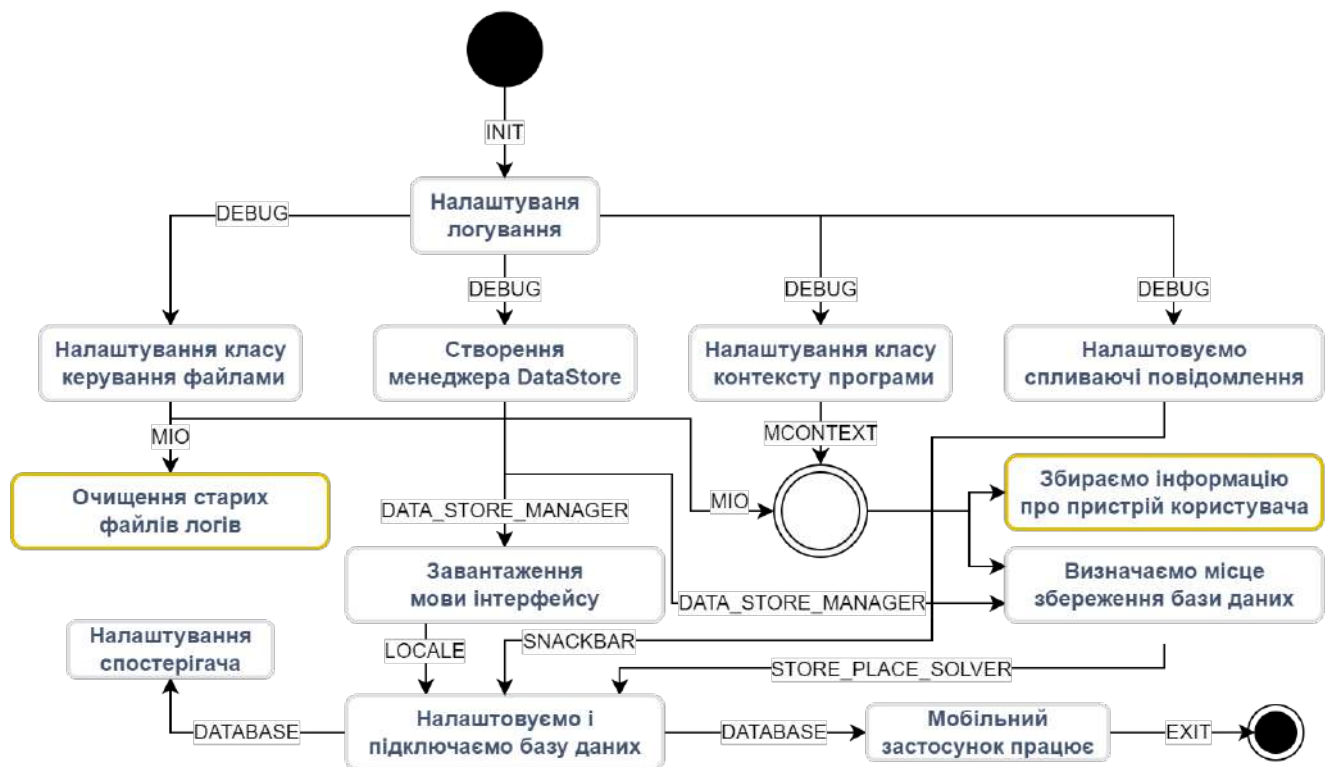 INIT
Налаштуваня
логування
DEBUG
DEBUG
DEBUG
DEBUG
Налаштування класу
керування файлами
Створення
менеджера DataStore
Налаштування класу
контексту програми
Налаштовуємо
спливаючі повідомлення
MIO
MCONTEXT
Очищення старих
файлів логів
DATA_STORE_MANAGER
MIO
Збираємо інформацію
про пристрій користувача
Завантаження
мови інтерфейсу
DATA_STORE_MANAGER
Визначаємо місце
збереження бази даних
Налаштування
спостерігача
LOCALE
SNACKBAR
STORE_PLACE_SOLVER
DATABASE
Налаштовуємо і
підключаємо базу даних
DATABASE
Мобільний
застосунок працює
EXIT